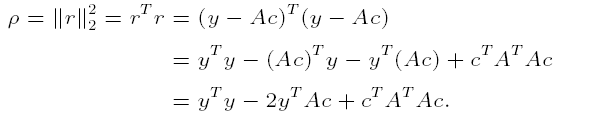 ρ = ‖r‖₂² = rᵀr = (y − Ac)ᵀ(y − Ac)
= yᵀy − (Ac)ᵀy − yᵀ(Ac) + cᵀAᵀAc
= yᵀy − 2yᵀAc + cᵀAᵀAc.